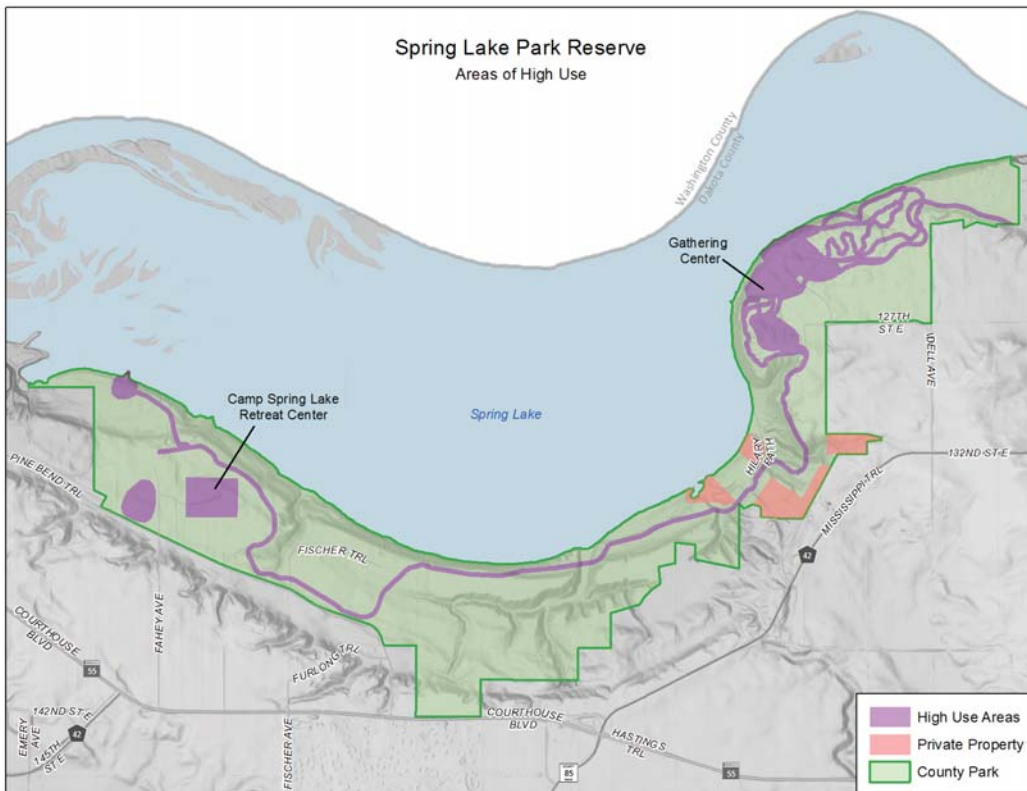 Spring Lake Park Reserve
Areas of High Use
Washington County
Dakota County
Gathering
Center
127TH
ST E
IDELL AVE
Camp Spring Lake
Retreat Center
Spring Lake
HILARY
PATH
132ND ST E
PINE BEND TRL
MISSISSIPPI TRL
42
FISCHER TRL
FAHEY AVE
COURTHOUSE
BLVD
55
FURLONG TRL
142ND ST E
EMERY
AVE
145TH
ST E
42
FISCHER AVE
COURTHOUSE
BLVD
HASTINGS
TRL
85
55
High Use Areas
Private Property
County Park